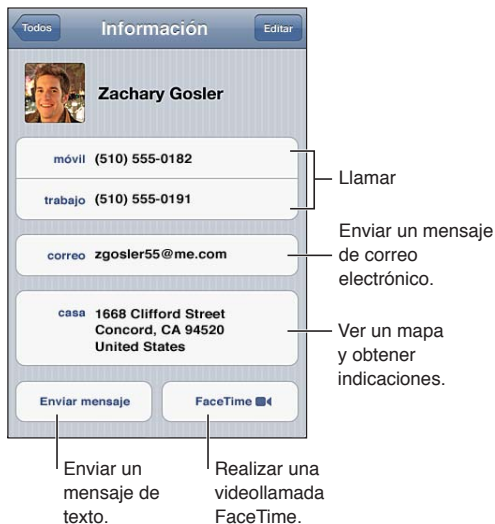 Todos Información Editar
Zachary Gosler
móvil (510) 555-0182
trabajo (510) 555-0191
Llamar
correo zgosler55@me.com
Enviar un mensaje
de correo
electrónico.
casa 1668 Clifford Street
Concord, CA 94520
United States
Ver un mapa
y obtener
indicaciones.
Enviar mensaje FaceTime
Enviar un
mensaje de
texto.
Realizar una
videollamada
FaceTime.